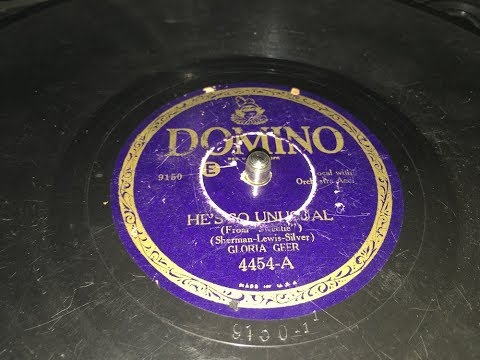 DOMINO
9150
E
Vocal with
Orchestra Acc.
HE'S SO UNUSUAL
(From "Sweetie")
(Sherman-Lewis-Silver)
GLORIA GEER
4454-A
MADE IN U.S.A.
9150-1